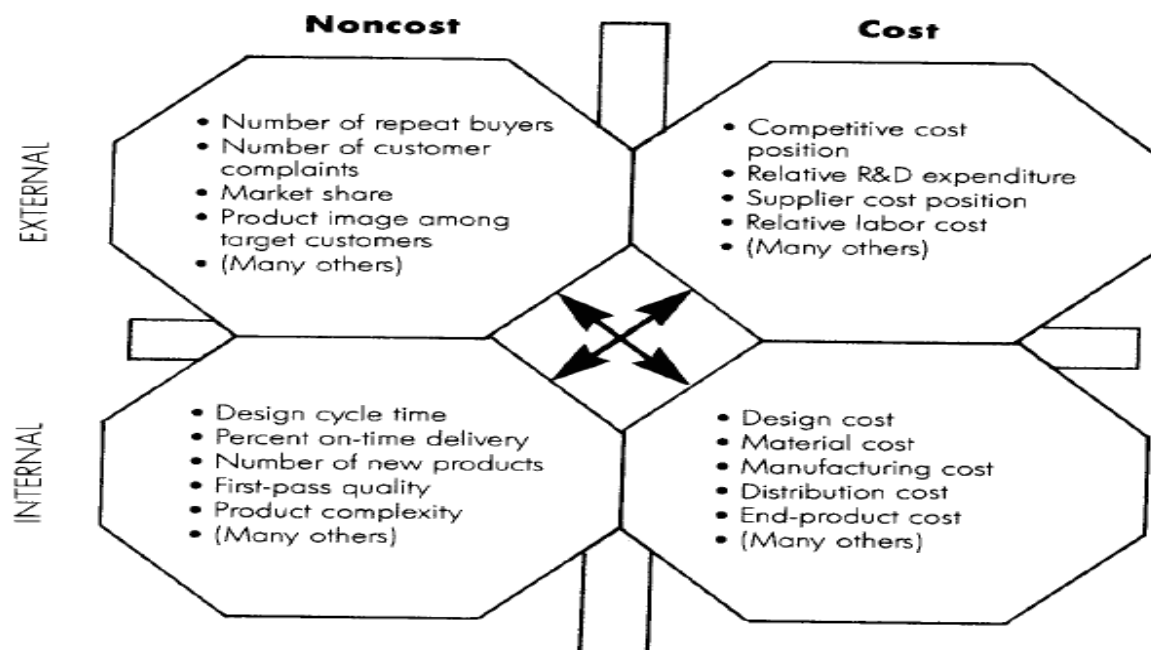 Noncost
Cost
EXTERNAL
• Number of repeat buyers
• Number of customer
complaints
• Market share
• Product image among
target customers
• (Many others)
• Competitive cost
position
• Relative R&D expenditure
• Supplier cost position
• Relative labor cost
• (Many others)
INTERNAL
• Design cycle time
• Percent on-time delivery
• Number of new products
• First-pass quality
• Product complexity
• (Many others)
• Design cost
• Material cost
• Manufacturing cost
• Distribution cost
• End-product cost
• (Many others)